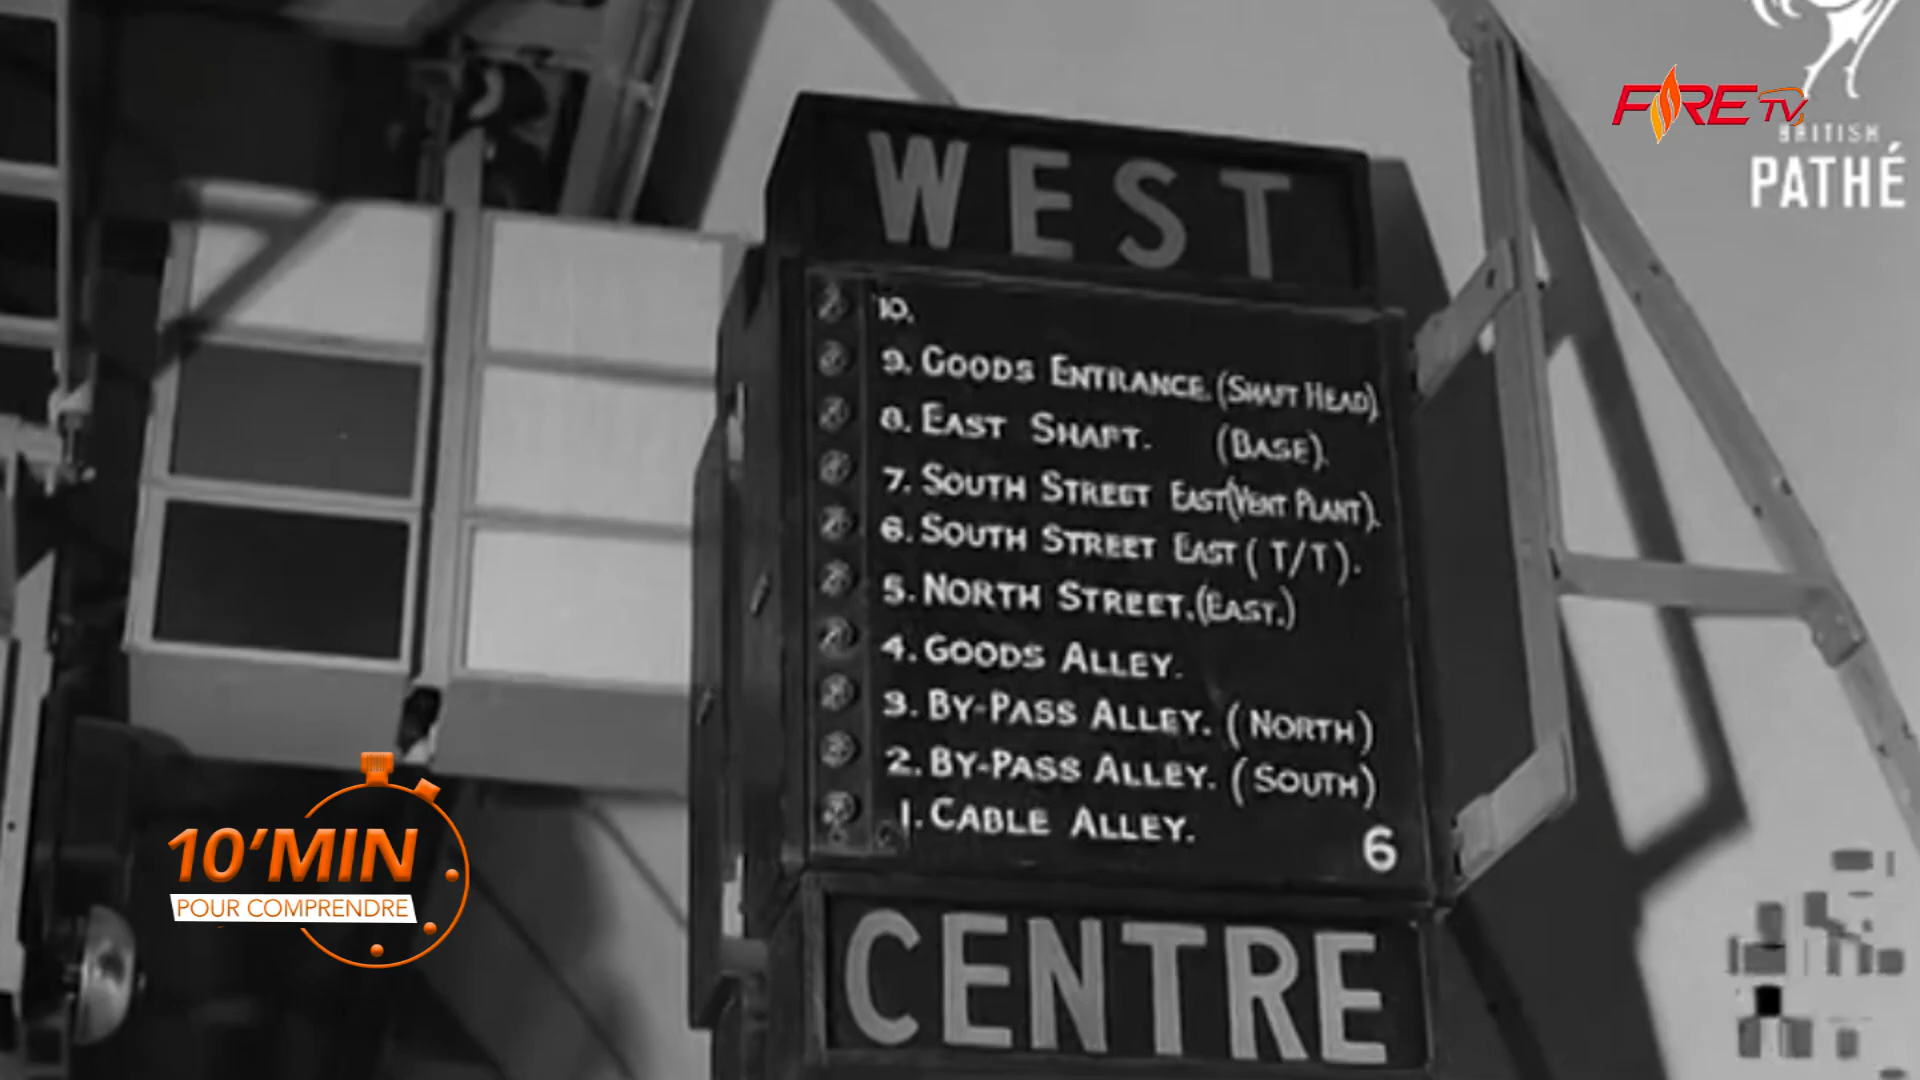 FIRE TV
BRITISH
PATHÉ
WEST
10.
9. GOODS ENTRANCE. (SHAFT HEAD).
8. EAST SHAFT. (BASE).
7. SOUTH STREET EAST (VENT PLANT).
6. SOUTH STREET EAST ( T/T ).
5. NORTH STREET. (EAST.)
4. GOODS ALLEY.
3. BY-PASS ALLEY. ( NORTH )
2. BY-PASS ALLEY. ( SOUTH )
1. CABLE ALLEY.
6
CENTRE
10'MIN
POUR COMPRENDRE